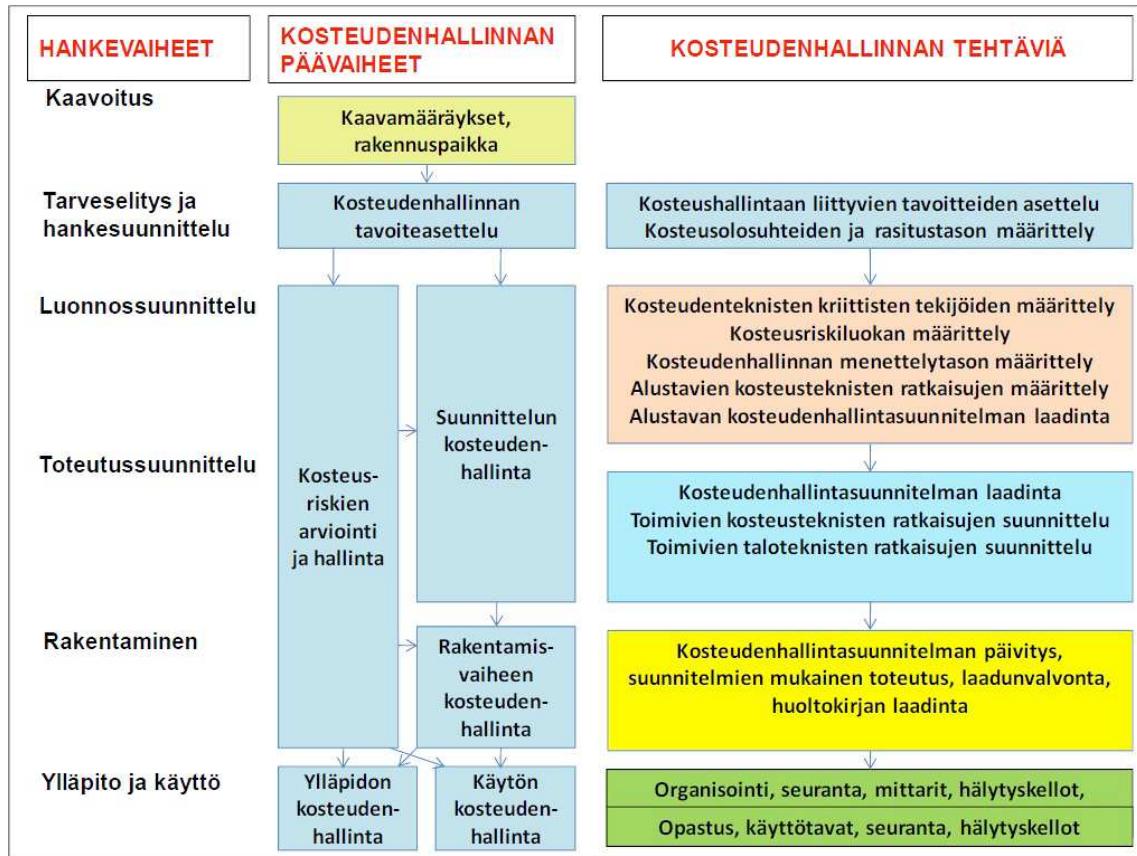 HANKEVAIHEET
KOSTEUDENHALLINNAN
PÄÄVAIHEET
KOSTEUDENHALLINNAN TEHTÄVIÄ
Kaavoitus
Kaavamääräykset,
rakennuspaikka
Tarveselitys ja
hankesuunnittelu
Kosteudenhallinnan
tavoiteasettelu
Kosteushallintaan liittyvien tavoitteiden asettelu
Kosteusolosuhteiden ja rasitustason määrittely
Luonnossuunnittelu
Kosteudenteknisten kriittisten tekijöiden määrittely
Kosteusriskiluokan määrittely
Kosteudenhallinnan menettelytason määrittely
Alustavien kosteusteknisten ratkaisujen määrittely
Alustavan kosteudenhallintasuunnitelman laadinta
Toteutussuunnittelu
Kosteus-
riskien
arviointi
ja hallinta
Suunnittelun
kosteuden-
hallinta
Kosteudenhallintasuunnitelman laadinta
Toimivien kosteusteknisten ratkaisujen suunnittelu
Toimivien taloteknisten ratkaisujen suunnittelu
Rakentaminen
Rakentamis-
vaiheen
kosteuden-
hallinta
Kosteudenhallintasuunnitelman päivitys,
suunnitelmien mukainen toteutus, laadunvalvonta,
huoltokirjan laadinta
Ylläpito ja käyttö
Ylläpidon
kosteuden-
hallinta
Käytön
kosteuden-
hallinta
Organisointi, seuranta, mittarit, hälytyskellot,
Opastus, käyttötavat, seuranta, hälytyskellot